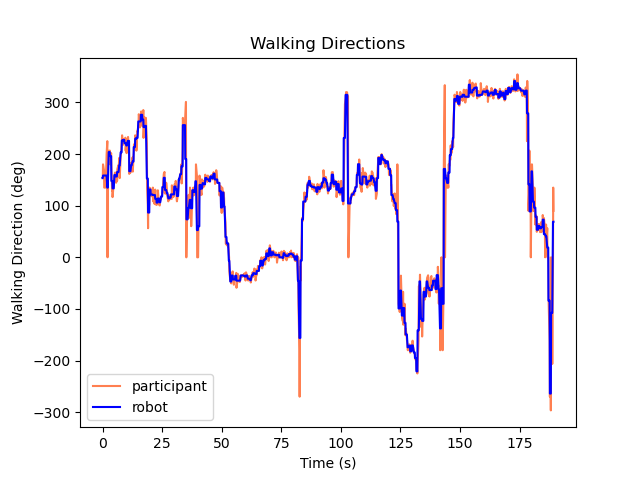 Walking Directions
Walking Direction (deg)
300
200
100
0
−100
−200
−300
participant
robot
0 25 50 75 100 125 150 175
Time (s)